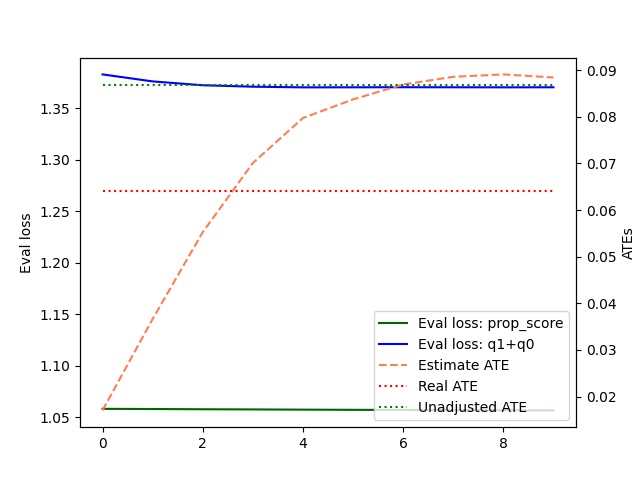 Eval loss
1.35
1.30
1.25
1.20
1.15
1.10
1.05
0.09
0.08
0.07
0.06
0.05
0.04
0.03
0.02
ATEs
Eval loss: prop_score
Eval loss: q1+q0
Estimate ATE
Real ATE
Unadjusted ATE
0 2 4 6 8